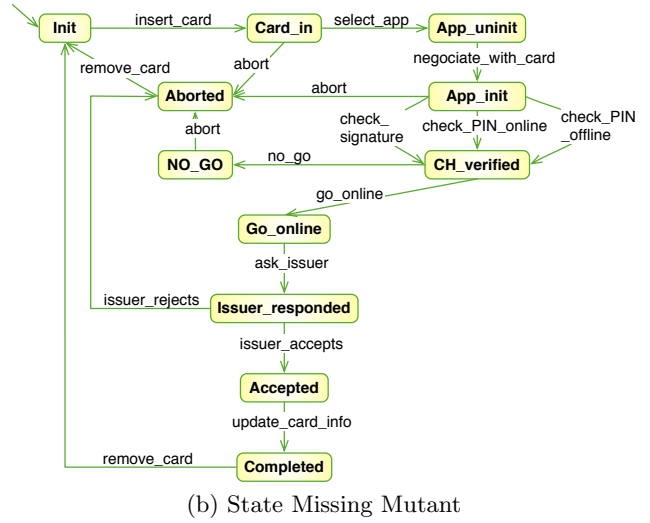 insert_card
select_app
Init
Card_in
App_uninit
negociate_with_card
remove_card
abort
Aborted
abort
App_init
check_
signature
check_PIN_online
check_PIN
_offline
abort
NO_GO
no_go
CH_verified
go_online
Go_online
ask_issuer
issuer_rejects
Issuer_responded
issuer_accepts
Accepted
update_card_info
remove_card
Completed
(b) State Missing Mutant